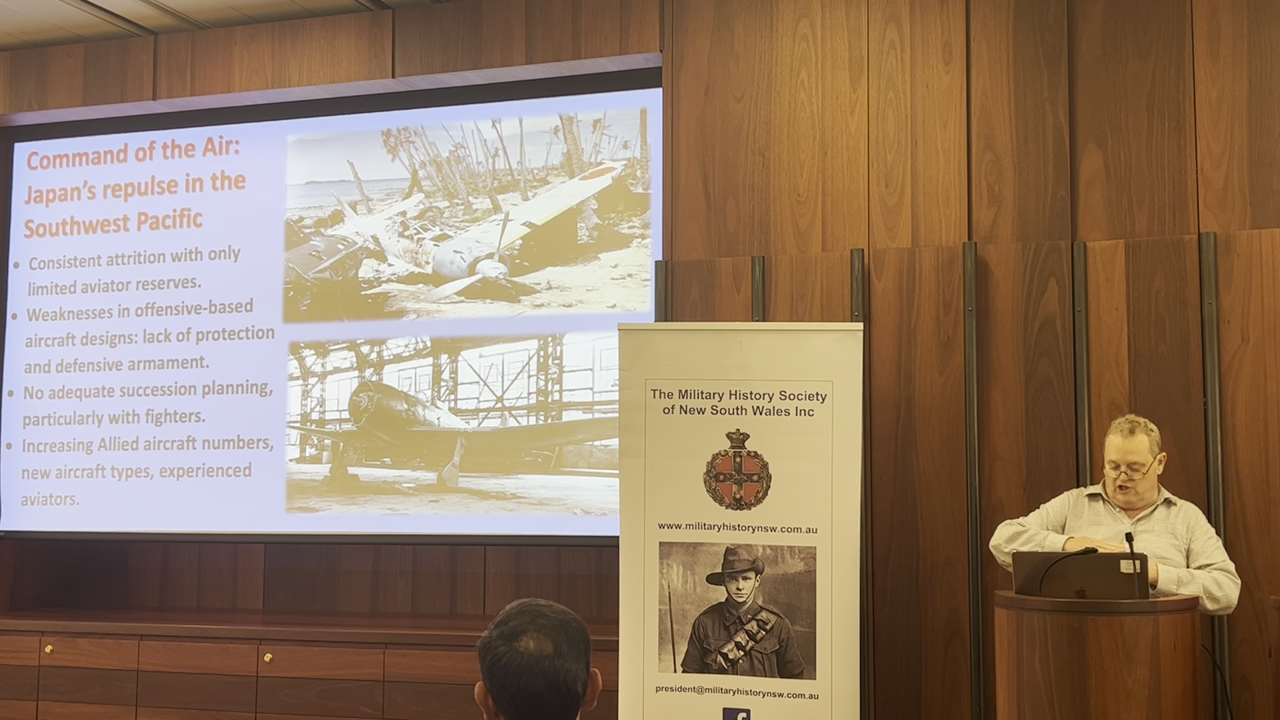 Command of the Air:
Japan's repulse in the
Southwest Pacific
• Consistent attrition with only
limited aviator reserves.
• Weaknesses in offensive-based
aircraft designs: lack of protection
and defensive armament.
• No adequate succession planning,
particularly with fighters.
• Increasing Allied aircraft numbers,
new aircraft types, experienced
aviators.
The Military History Society
of New South Wales Inc
www.militaryhistorynsw.com.au
president@militaryhistorynsw.com.au